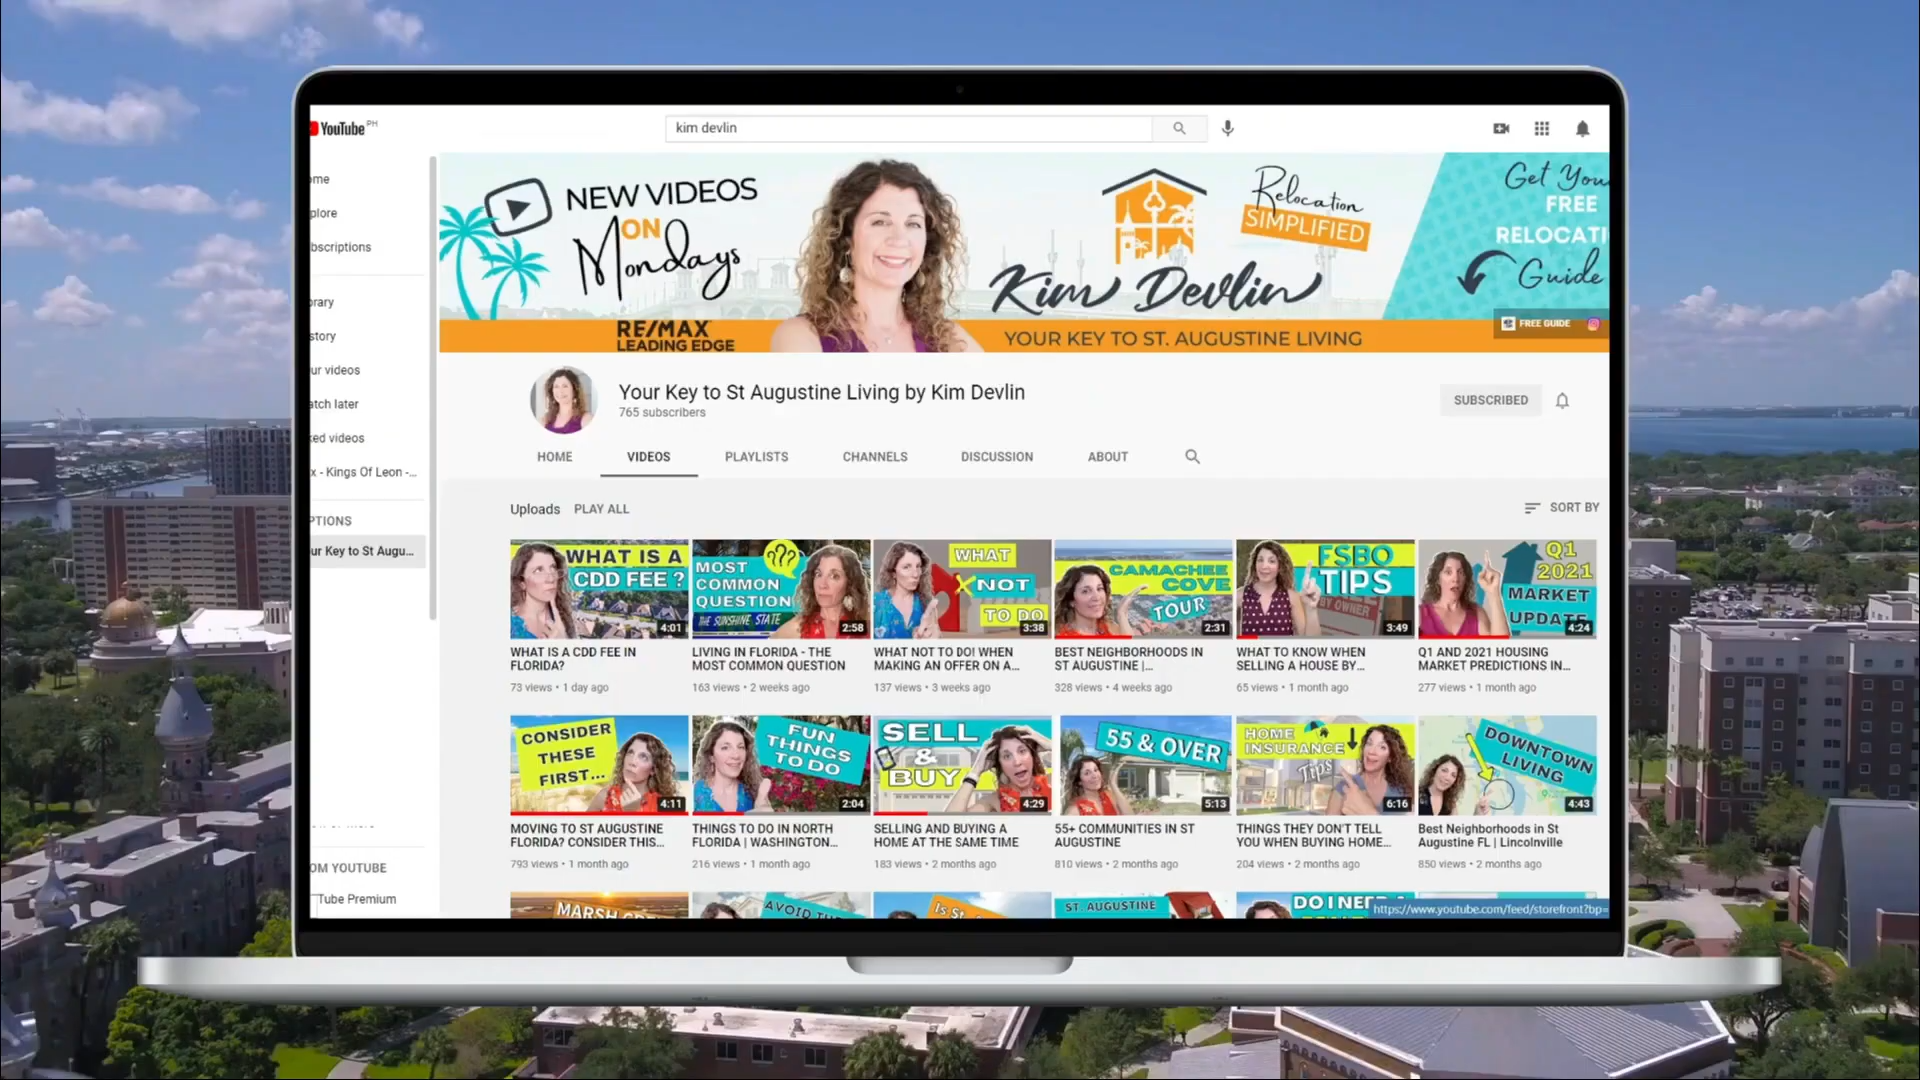 YouTube PH
kim devlin
ome
plore
bscriptions
brary
story
ur videos
atch later
ked videos
x - Kings Of Leon -...
PTIONS
ur Key to St Augu...
OM YOUTUBE
Tube Premium
NEW VIDEOS
ON
Mondays
RE/MAX
LEADING EDGE
Relocation
SIMPLIFIED
Kim Devlin
YOUR KEY TO ST. AUGUSTINE LIVING
Get You
FREE
RELOCATI
Guide
FREE GUIDE
Your Key to St Augustine Living by Kim Devlin
765 subscribers
SUBSCRIBED
HOME VIDEOS PLAYLISTS CHANNELS DISCUSSION ABOUT
Uploads PLAY ALL
SORT BY
WHAT IS A
CDD FEE ?
4:01
WHAT IS A CDD FEE IN
FLORIDA?
73 views • 1 day ago
???
MOST
COMMON
QUESTION
THE SUNSHINE STATE
2:58
LIVING IN FLORIDA - THE
MOST COMMON QUESTION
163 views • 2 weeks ago
WHAT
NOT
TO DO
3:38
WHAT NOT TO DO! WHEN
MAKING AN OFFER ON A...
137 views • 3 weeks ago
CAMACHEE
COVE
TOUR
2:31
BEST NEIGHBORHOODS IN
ST AUGUSTINE |...
328 views • 4 weeks ago
FSBO
TIPS
BY OWNER
3:49
WHAT TO KNOW WHEN
SELLING A HOUSE BY...
65 views • 1 month ago
Q1
2021
MARKET
UPDATE
4:24
Q1 AND 2021 HOUSING
MARKET PREDICTIONS IN...
277 views • 1 month ago
CONSIDER
THESE
FIRST...
4:11
MOVING TO ST AUGUSTINE
FLORIDA? CONSIDER THIS...
793 views • 1 month ago
FUN
THINGS
TO DO
2:04
THINGS TO DO IN NORTH
FLORIDA | WASHINGTON...
216 views • 1 month ago
SELL
&
BUY
4:29
SELLING AND BUYING A
HOME AT THE SAME TIME
183 views • 2 months ago
55 & OVER
5:13
55+ COMMUNITIES IN ST
AUGUSTINE
810 views • 2 months ago
HOME
INSURANCE
Tips
6:16
THINGS THEY DON'T TELL
YOU WHEN BUYING HOME...
204 views • 2 months ago
DOWNTOWN
LIVING
4:43
Best Neighborhoods in St
Augustine FL | Lincolnville
850 views • 2 months ago
MARSH CRE
AVOID TH
Is St.
ST. AUGUSTINE
DO I NEED A
https://www.youtube.com/feed/storefront?bp=